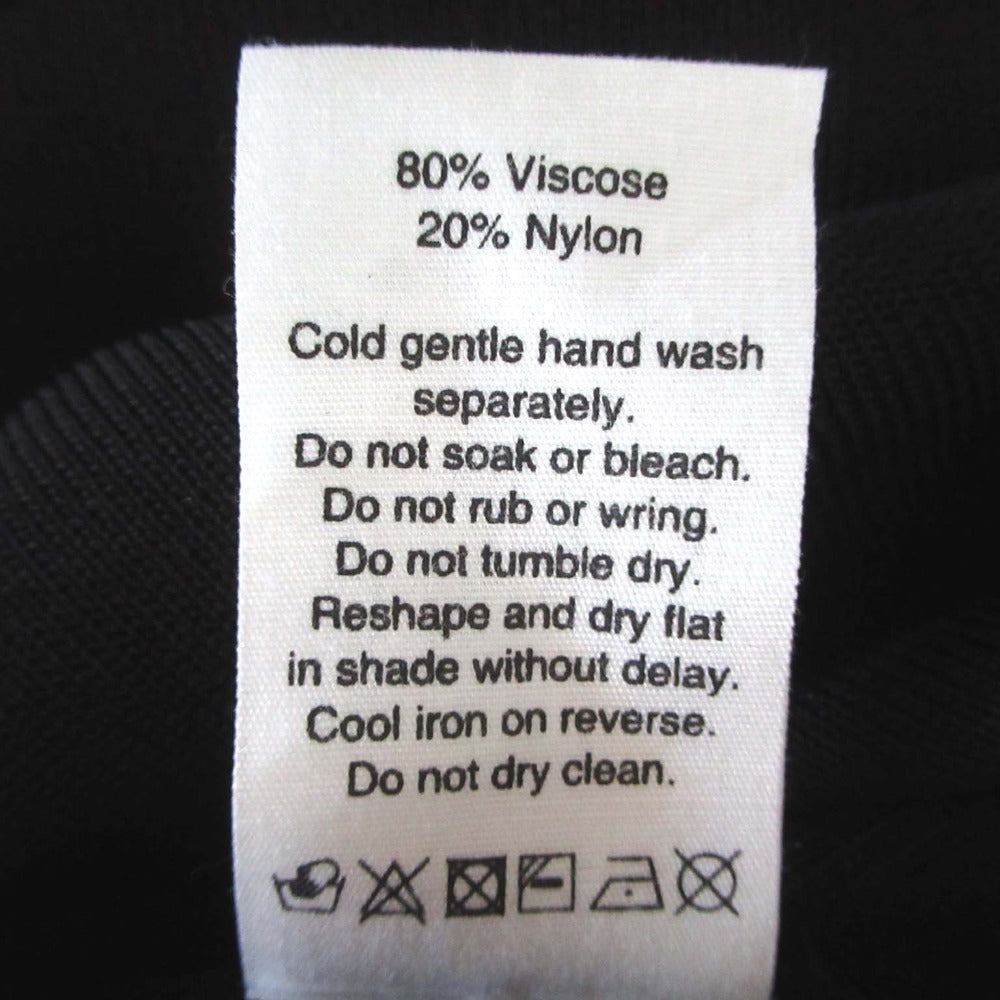 80% Viscose
20% Nylon
Cold gentle hand wash
separately.
Do not soak or bleach.
Do not rub or wring.
Do not tumble dry.
Reshape and dry flat
in shade without delay.
Cool iron on reverse.
Do not dry clean.